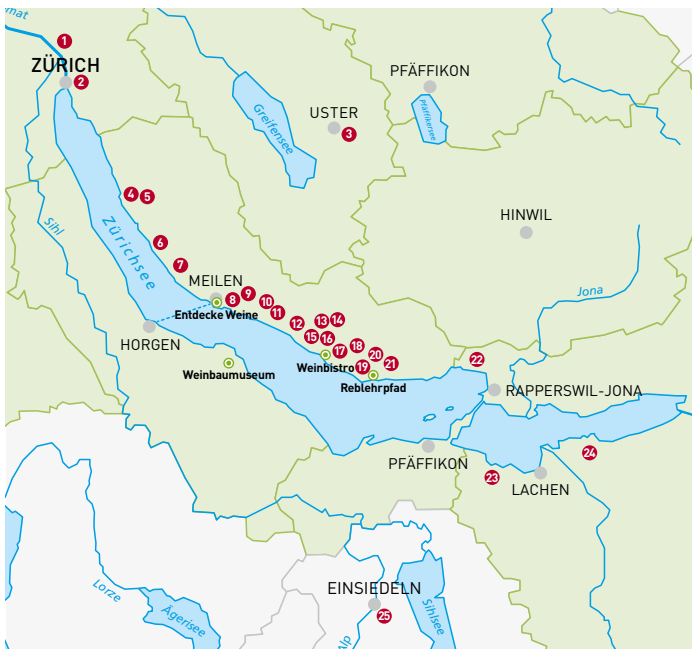 mat
1
ZÜRICH
2
PFÄFFIKON
Greifensee
Pfäffikersee
USTER
3
4
5
Zürichsee
Sihl
HINWIL
6
7
Jona
MEILEN
8
9
10
11
Entdecke Weine
12
13
14
HORGEN
15
16
17
18
Weinbaumuseum
Weinbistro
19
20
21
Reblehrpfad
22
RAPPERSWIL-JONA
PFÄFFIKON
23
24
LACHEN
Lorze
Ägerisee
EINSIEDELN
25
Sihlsee
Alp